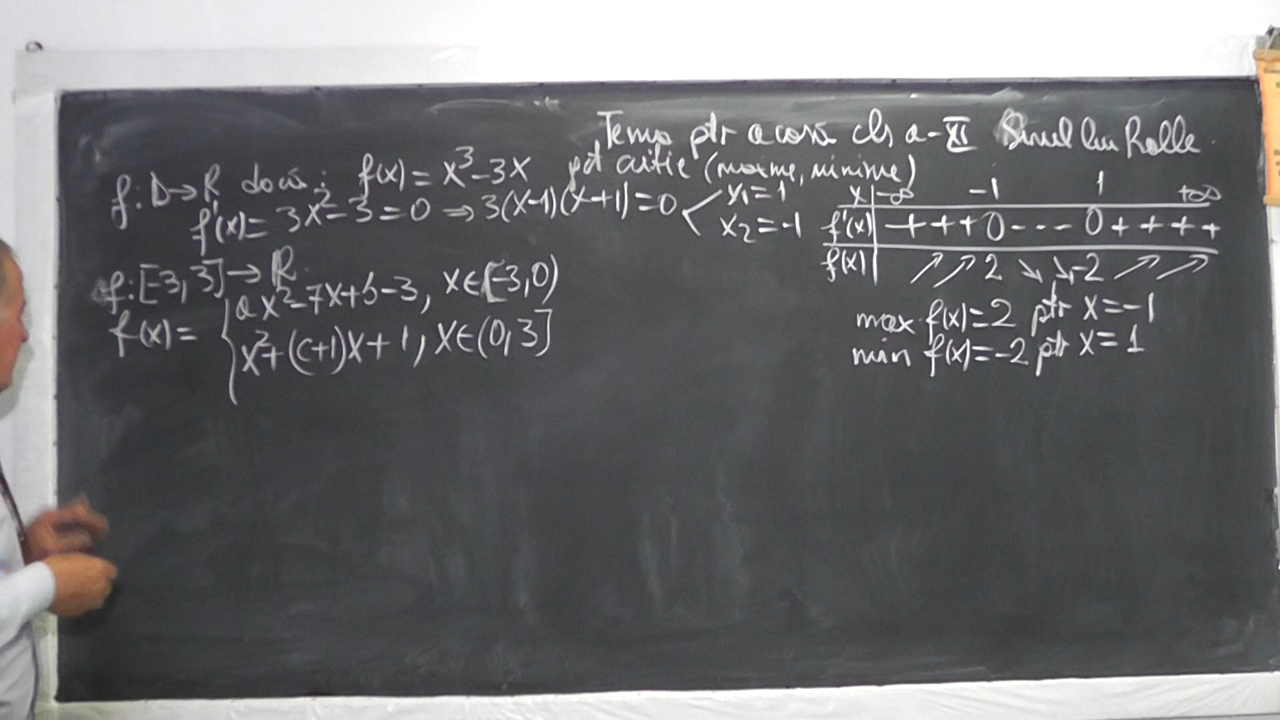 Tema ptr acasă cls a-XI Șirul lui Rolle
f: D→R dacă: f(x) = x³-3x pct critice (maxime, minime)
f'(x) = 3x²-3=0 ⇒ 3(x-1)(x+1)=0 < x₁=1
x₂=-1
x | -∞ -1 1 +∞
f'(x) | + + + 0 - - - 0 + + + +
f(x) | ↗ ↗ 2 ↘ ↘ -2 ↗ ↗
max f(x)=2 ptr x=-1
min f(x)=-2 ptr x=1
f: [-3,3]→R
f(x) = { ax²-7x+b-3, x∈[-3,0)
x²+(c+1)x+1, x∈(0,3]